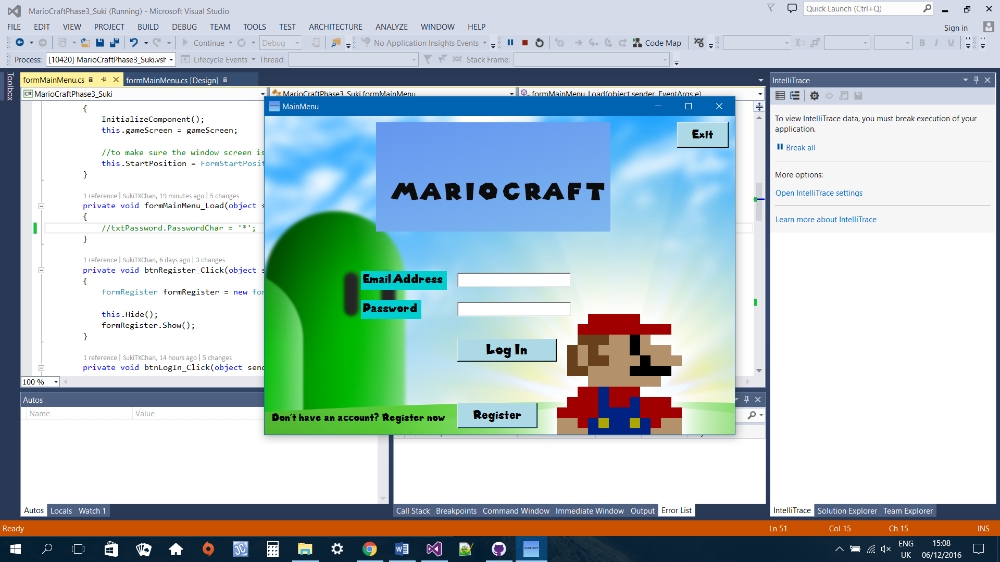 MarioCraftPhase3_Suki (Running) - Microsoft Visual Studio
Quick Launch (Ctrl+Q)
FILE EDIT VIEW PROJECT BUILD DEBUG TEAM TOOLS TEST ARCHITECTURE ANALYZE WINDOW HELP
Sign in
Continue Debug No Application Insights Events Code Map B I U
Process: [10420] MarioCraftPhase3_Suki.vsh Lifecycle Events Thread: Stack Frame:
Toolbox
formMainMenu.cs
formMainMenu.cs [Design]
C# MarioCraftPhase3_Suki
MarioCraftPhase3_Suki.formMainMenu
formMainMenu_Load(object sender, EventArgs e)
{
InitializeComponent();
this.gameScreen = gameScreen;
//to make sure the window screen is
this.StartPosition = FormStartPosit
}
1 reference | SukiTKChan, 19 minutes ago | 5 changes
private void formMainMenu_Load(object s
{
//txtPassword.PasswordChar = '*';
}
1 reference | SukiTKChan, 6 days ago | 3 changes
private void btnRegister_Click(object s
{
formRegister formRegister = new for
this.Hide();
formRegister.Show();
}
1 reference | SukiTKChan, 14 hours ago | 5 changes
private void btnLogIn_Click(object send
100 %
MainMenu
Exit
MARIOCRAFT
Email Address
Password
Log In
Don't have an account? Register now
Register
IntelliTrace
To view IntelliTrace data, you must break execution of your
application.
Break all
More options:
Open IntelliTrace settings
Learn more about IntelliTrace
Autos
Name Value
Autos Locals Watch 1
Call Stack Breakpoints Command Window Immediate Window Output Error List
IntelliTrace Solution Explorer Team Explorer
Ready
Ln 51 Col 15 Ch 15 INS
JC
MARIOCRAFT
ENG
UK
15:08
06/12/2016